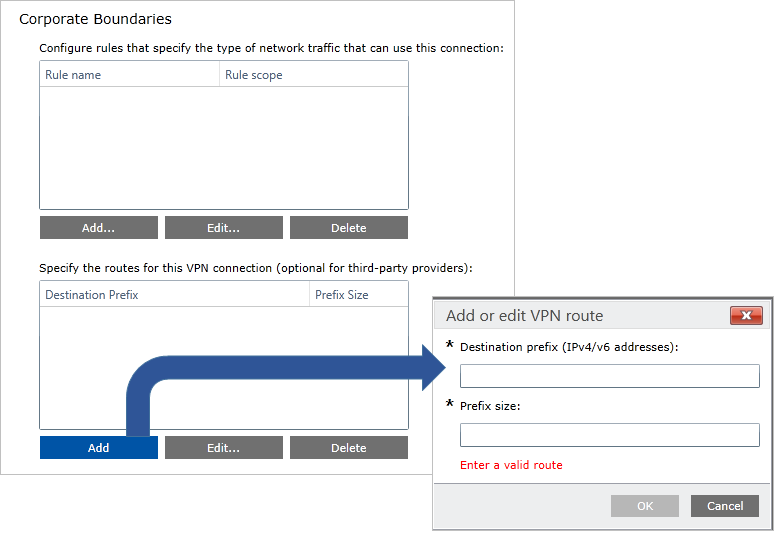 Corporate Boundaries
Configure rules that specify the type of network traffic that can use this connection:
Rule name Rule scope
Add... Edit... Delete
Specify the routes for this VPN connection (optional for third-party providers):
Destination Prefix Prefix Size
Add Edit... Delete
Add or edit VPN route
* Destination prefix (IPv4/v6 addresses):
* Prefix size:
Enter a valid route
OK Cancel